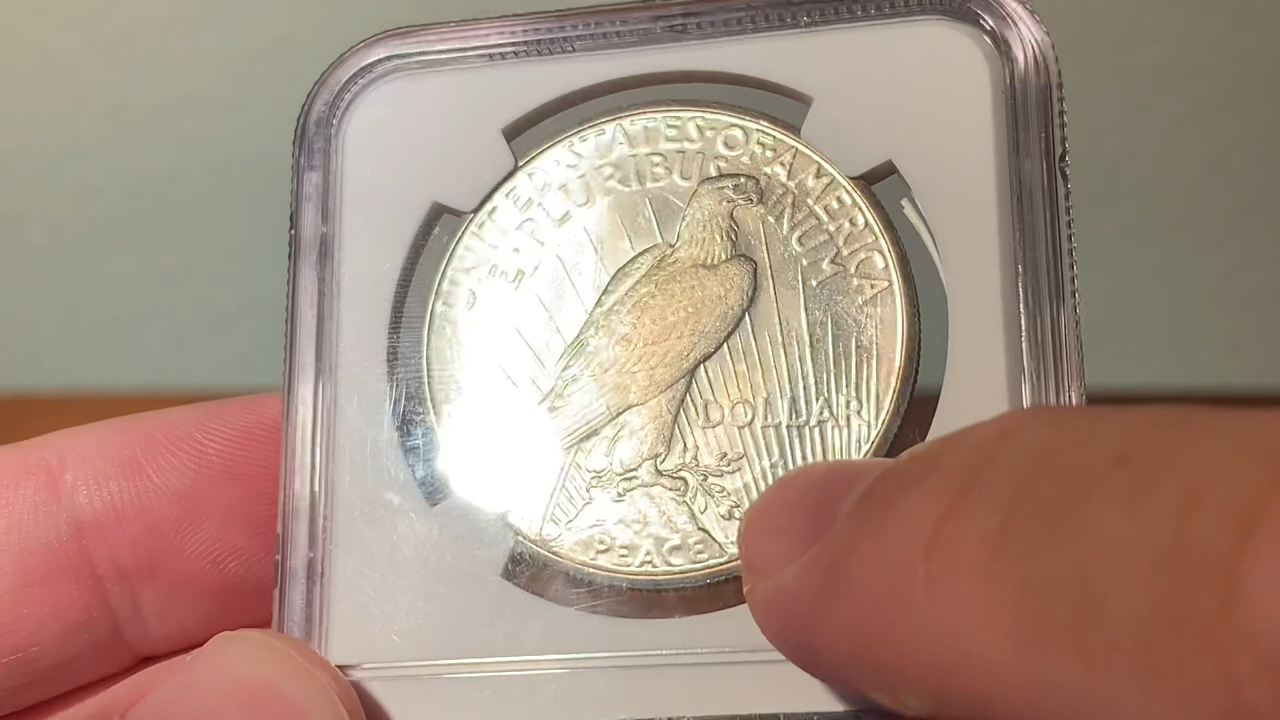 UNITED·STATES·OF·AMERICA
E·PLURIBUS UNUM
DOLLAR
PEACE